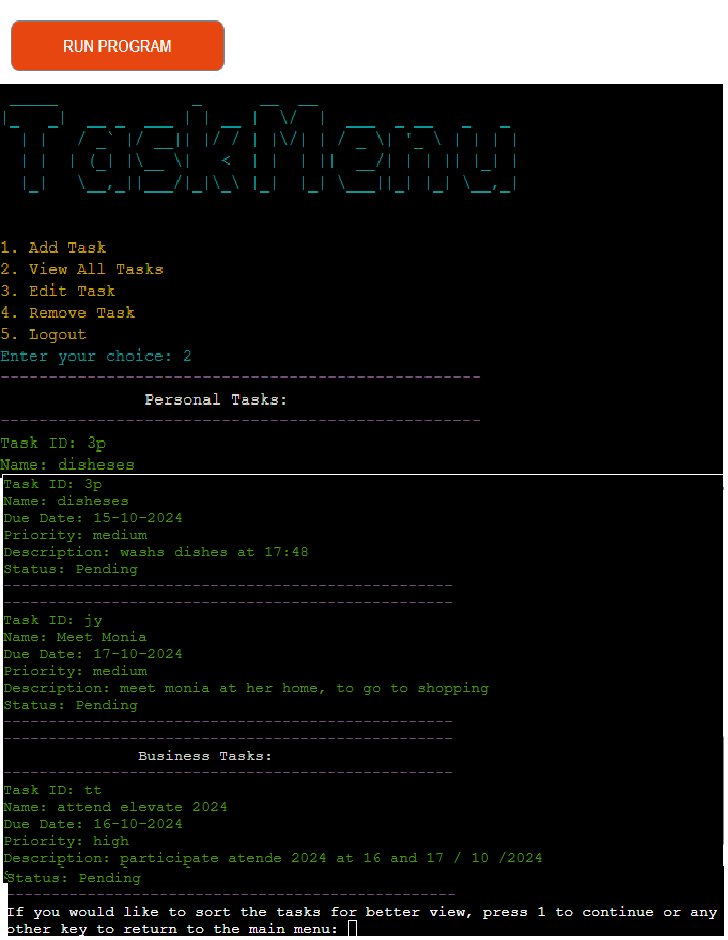 RUN PROGRAM
Task Menu
1. Add Task
2. View All Tasks
3. Edit Task
4. Remove Task
5. Logout
Enter your choice: 2
--------------------------------------------------
Personal Tasks:
--------------------------------------------------
Task ID: 3p
Name: disheses
Task ID: 3p
Name: disheses
Due Date: 15-10-2024
Priority: medium
Description: washs dishes at 17:48
Status: Pending
--------------------------------------------------
--------------------------------------------------
Task ID: jy
Name: Meet Monia
Due Date: 17-10-2024
Priority: medium
Description: meet monia at her home, to go to shopping
Status: Pending
--------------------------------------------------
--------------------------------------------------
Business Tasks:
--------------------------------------------------
Task ID: tt
Name: attend elevate 2024
Due Date: 16-10-2024
Priority: high
Description: participate atende 2024 at 16 and 17 / 10 /2024
Status: Pending
--------------------------------------------------
If you would like to sort the tasks for better view, press 1 to continue or any
other key to return to the main menu: